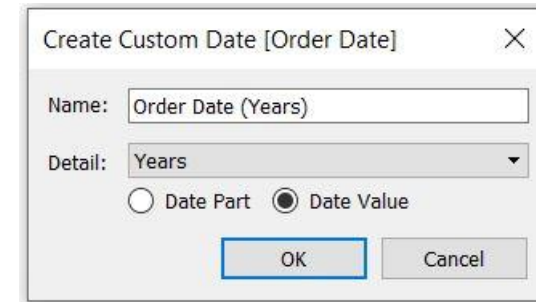 Create Custom Date [Order Date]
Name: Order Date (Years)
Detail: Years
Date Part Date Value
OK Cancel